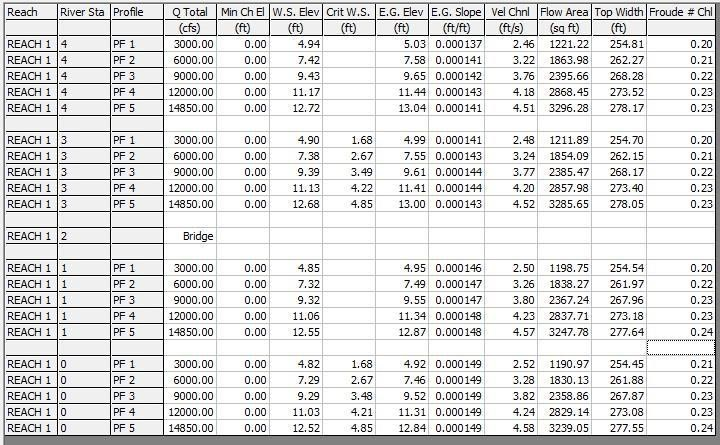 Reach River Sta Profile Q Total Min Ch El W.S. Elev Crit W.S. E.G. Elev E.G. Slope Vel Chnl Flow Area Top Width Froude # Chl
(cfs) (ft) (ft) (ft) (ft) (ft/ft) (ft/s) (sq ft) (ft)
REACH 1 4 PF 1 3000.00 0.00 4.94 5.03 0.000137 2.46 1221.22 254.81 0.20
REACH 1 4 PF 2 6000.00 0.00 7.42 7.58 0.000141 3.22 1863.98 262.27 0.21
REACH 1 4 PF 3 9000.00 0.00 9.43 9.65 0.000142 3.76 2395.66 268.28 0.22
REACH 1 4 PF 4 12000.00 0.00 11.17 11.44 0.000143 4.18 2868.45 273.52 0.23
REACH 1 4 PF 5 14850.00 0.00 12.72 13.04 0.000141 4.51 3296.28 278.17 0.23
REACH 1 3 PF 1 3000.00 0.00 4.90 1.68 4.99 0.000141 2.48 1211.89 254.70 0.20
REACH 1 3 PF 2 6000.00 0.00 7.38 2.67 7.55 0.000143 3.24 1854.09 262.15 0.21
REACH 1 3 PF 3 9000.00 0.00 9.39 3.49 9.61 0.000144 3.77 2385.47 268.17 0.22
REACH 1 3 PF 4 12000.00 0.00 11.13 4.22 11.41 0.000144 4.20 2857.98 273.40 0.23
REACH 1 3 PF 5 14850.00 0.00 12.68 4.85 13.00 0.000143 4.52 3285.65 278.05 0.23
REACH 1 2 Bridge
REACH 1 1 PF 1 3000.00 0.00 4.85 4.95 0.000146 2.50 1198.75 254.54 0.20
REACH 1 1 PF 2 6000.00 0.00 7.32 7.49 0.000147 3.26 1838.27 261.97 0.22
REACH 1 1 PF 3 9000.00 0.00 9.32 9.55 0.000148 3.80 2367.24 267.96 0.23
REACH 1 1 PF 4 12000.00 0.00 11.06 11.34 0.000148 4.23 2837.71 273.18 0.23
REACH 1 1 PF 5 14850.00 0.00 12.55 12.87 0.000148 4.57 3247.78 277.64 0.24
REACH 1 0 PF 1 3000.00 0.00 4.82 1.68 4.92 0.000149 2.52 1190.97 254.45 0.21
REACH 1 0 PF 2 6000.00 0.00 7.29 2.67 7.46 0.000149 3.28 1830.13 261.88 0.22
REACH 1 0 PF 3 9000.00 0.00 9.29 3.48 9.52 0.000149 3.82 2358.86 267.87 0.23
REACH 1 0 PF 4 12000.00 0.00 11.03 4.21 11.31 0.000149 4.24 2829.14 273.08 0.23
REACH 1 0 PF 5 14850.00 0.00 12.52 4.85 12.84 0.000149 4.58 3239.05 277.55 0.24